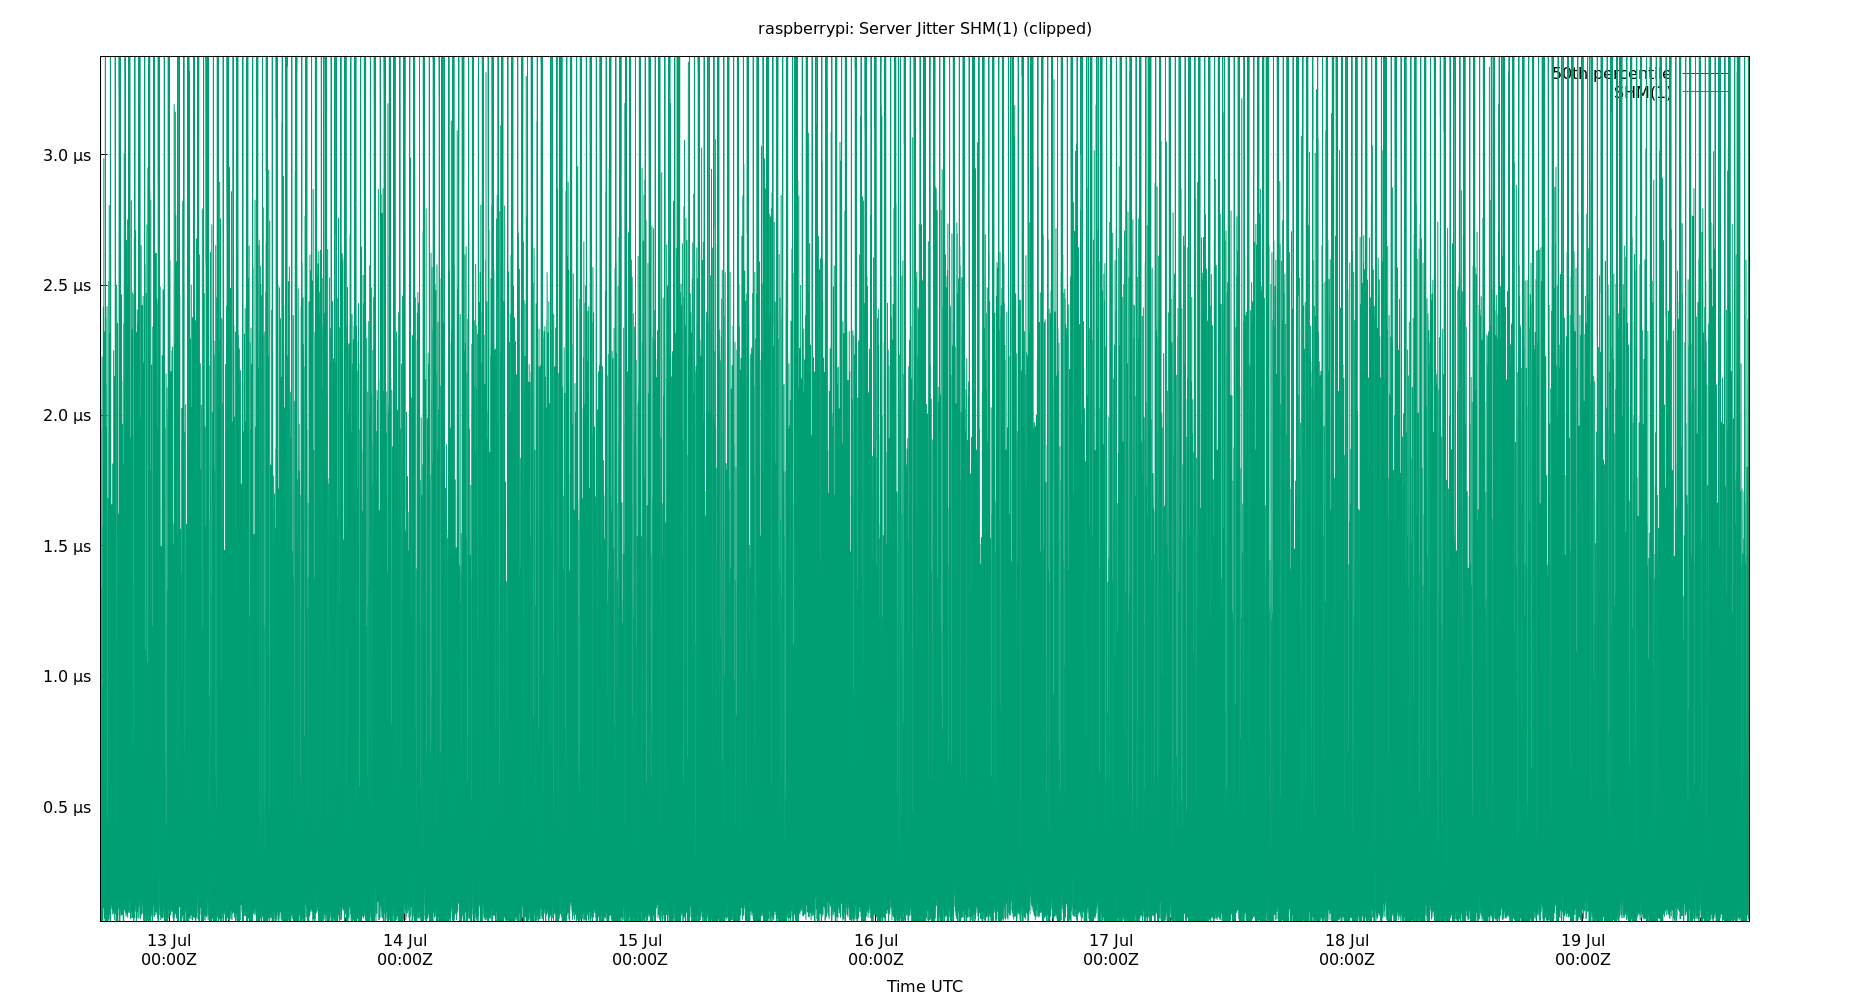 raspberrypi: Server Jitter SHM(1) (clipped)
50th percentile
SHM(1)
3.0 µs
2.5 µs
2.0 µs
1.5 µs
1.0 µs
0.5 µs
13 Jul 14 Jul 15 Jul 16 Jul 17 Jul 18 Jul 19 Jul
00:00Z 00:00Z 00:00Z 00:00Z 00:00Z 00:00Z 00:00Z
Time UTC